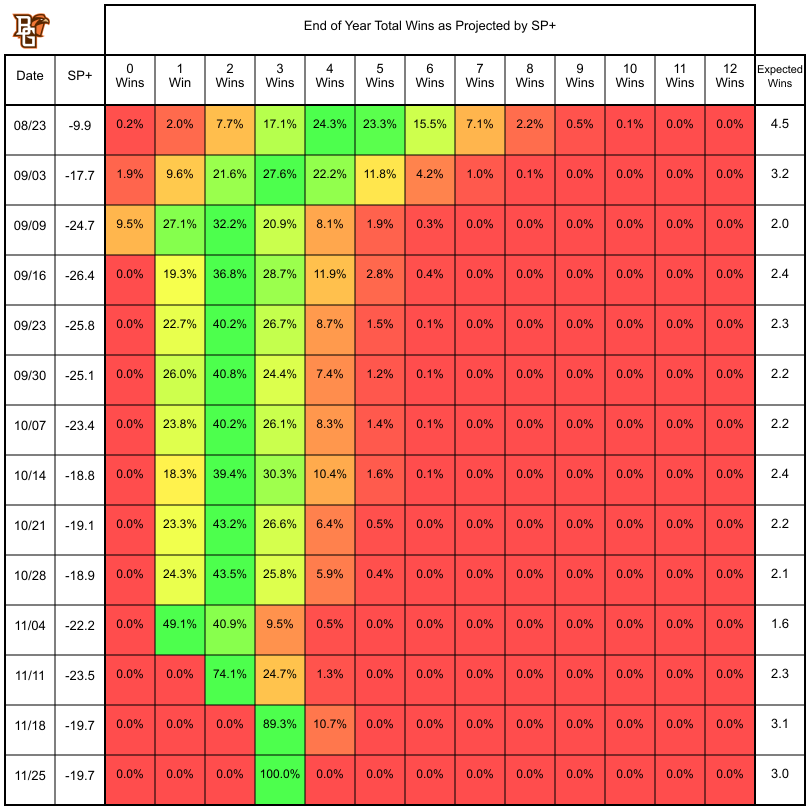 BG
End of Year Total Wins as Projected by SP+
Date SP+ 0 Wins 1 Win 2 Wins 3 Wins 4 Wins 5 Wins 6 Wins 7 Wins 8 Wins 9 Wins 10 Wins 11 Wins 12 Wins Expected Wins
08/23 -9.9 0.2% 2.0% 7.7% 17.1% 24.3% 23.3% 15.5% 7.1% 2.2% 0.5% 0.1% 0.0% 0.0% 4.5
09/03 -17.7 1.9% 9.6% 21.6% 27.6% 22.2% 11.8% 4.2% 1.0% 0.1% 0.0% 0.0% 0.0% 0.0% 3.2
09/09 -24.7 9.5% 27.1% 32.2% 20.9% 8.1% 1.9% 0.3% 0.0% 0.0% 0.0% 0.0% 0.0% 0.0% 2.0
09/16 -26.4 0.0% 19.3% 36.8% 28.7% 11.9% 2.8% 0.4% 0.0% 0.0% 0.0% 0.0% 0.0% 0.0% 2.4
09/23 -25.8 0.0% 22.7% 40.2% 26.7% 8.7% 1.5% 0.1% 0.0% 0.0% 0.0% 0.0% 0.0% 0.0% 2.3
09/30 -25.1 0.0% 26.0% 40.8% 24.4% 7.4% 1.2% 0.1% 0.0% 0.0% 0.0% 0.0% 0.0% 0.0% 2.2
10/07 -23.4 0.0% 23.8% 40.2% 26.1% 8.3% 1.4% 0.1% 0.0% 0.0% 0.0% 0.0% 0.0% 0.0% 2.2
10/14 -18.8 0.0% 18.3% 39.4% 30.3% 10.4% 1.6% 0.1% 0.0% 0.0% 0.0% 0.0% 0.0% 0.0% 2.4
10/21 -19.1 0.0% 23.3% 43.2% 26.6% 6.4% 0.5% 0.0% 0.0% 0.0% 0.0% 0.0% 0.0% 0.0% 2.2
10/28 -18.9 0.0% 24.3% 43.5% 25.8% 5.9% 0.4% 0.0% 0.0% 0.0% 0.0% 0.0% 0.0% 0.0% 2.1
11/04 -22.2 0.0% 49.1% 40.9% 9.5% 0.5% 0.0% 0.0% 0.0% 0.0% 0.0% 0.0% 0.0% 0.0% 1.6
11/11 -23.5 0.0% 0.0% 74.1% 24.7% 1.3% 0.0% 0.0% 0.0% 0.0% 0.0% 0.0% 0.0% 0.0% 2.3
11/18 -19.7 0.0% 0.0% 0.0% 89.3% 10.7% 0.0% 0.0% 0.0% 0.0% 0.0% 0.0% 0.0% 0.0% 3.1
11/25 -19.7 0.0% 0.0% 0.0% 100.0% 0.0% 0.0% 0.0% 0.0% 0.0% 0.0% 0.0% 0.0% 0.0% 3.0